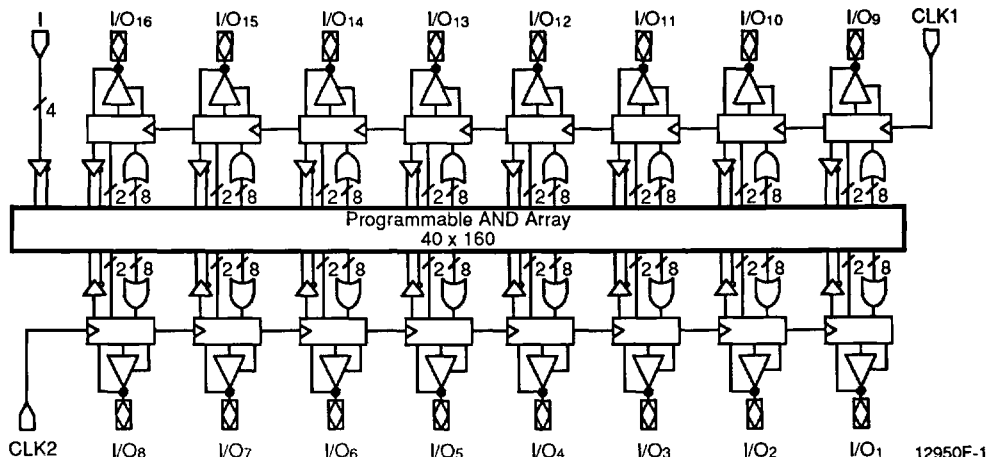 I I/O16 I/O15 I/O14 I/O13 I/O12 I/O11 I/O10 I/O9 CLK1
4
2 8 2 8 2 8 2 8 2 8 2 8 2 8 2 8
Programmable AND Array
40 x 160
2 8 2 8 2 8 2 8 2 8 2 8 2 8 2 8
CLK2 I/O8 I/O7 I/O6 I/O5 I/O4 I/O3 I/O2 I/O1 12950F-1